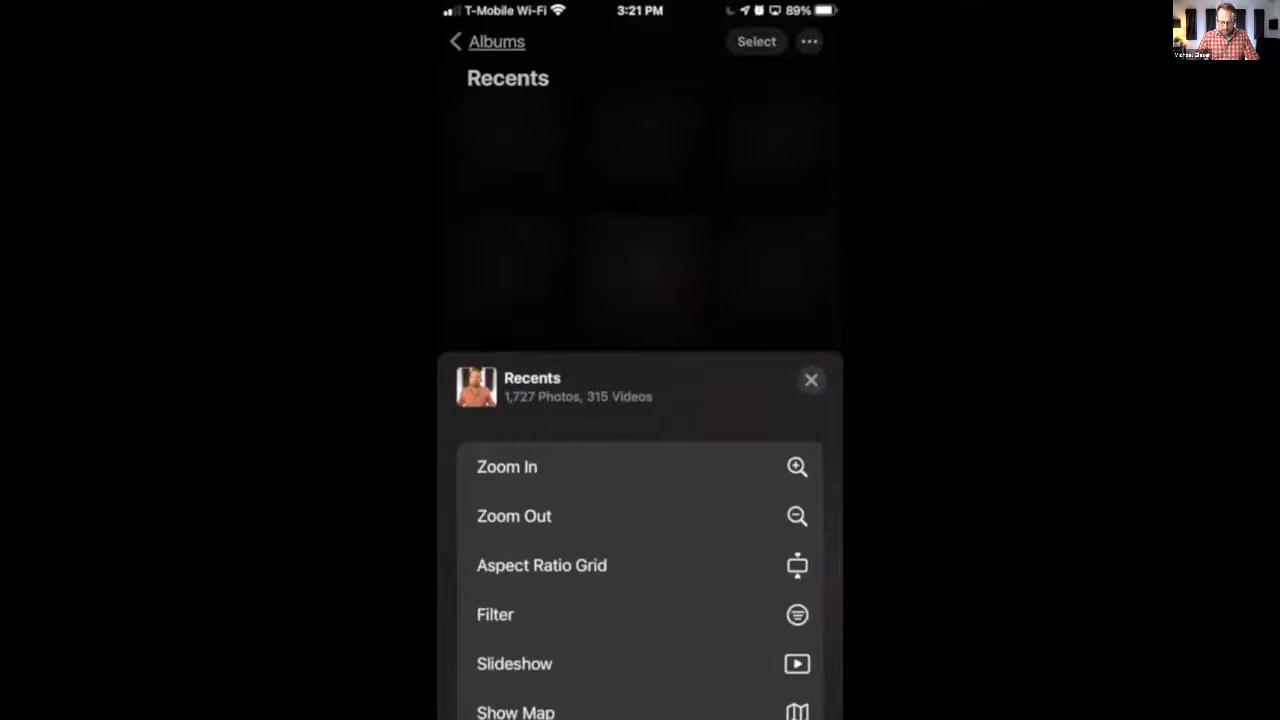 T-Mobile Wi-Fi 3:21 PM 89%
Albums Select
Recents
Recents
1,727 Photos, 315 Videos
Zoom In
Zoom Out
Aspect Ratio Grid
Filter
Slideshow
Show Map